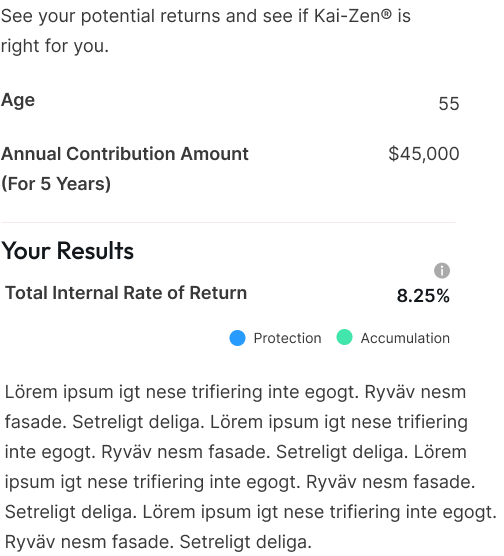 See your potential returns and see if Kai-Zen® is
right for you.
Age
55
Annual Contribution Amount
(For 5 Years)
$45,000
Your Results
Total Internal Rate of Return
i
8.25%
Protection
Accumulation
Lörem ipsum igt nese trifiering inte egogt. Ryväv nesm
fasade. Setreligt deliga. Lörem ipsum igt nese trifiering
inte egogt. Ryväv nesm fasade. Setreligt deliga. Lörem
ipsum igt nese trifiering inte egogt. Ryväv nesm fasade.
Setreligt deliga. Lörem ipsum igt nese trifiering inte egogt.
Ryväv nesm fasade. Setreligt deliga.